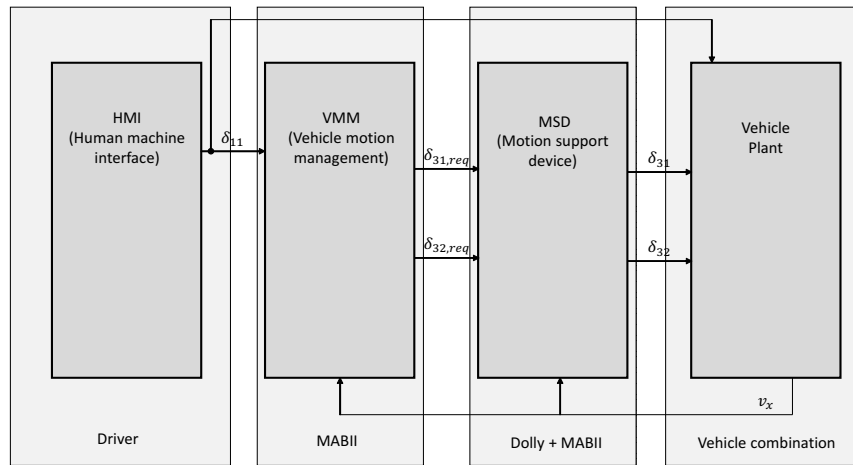 HMI
(Human machine
interface)
δ₁₁
VMM
(Vehicle motion
management)
δ₃₁,req
δ₃₂,req
MSD
(Motion support
device)
δ₃₁
δ₃₂
Vehicle
Plant
vₓ
Driver
MABII
Dolly + MABII
Vehicle combination